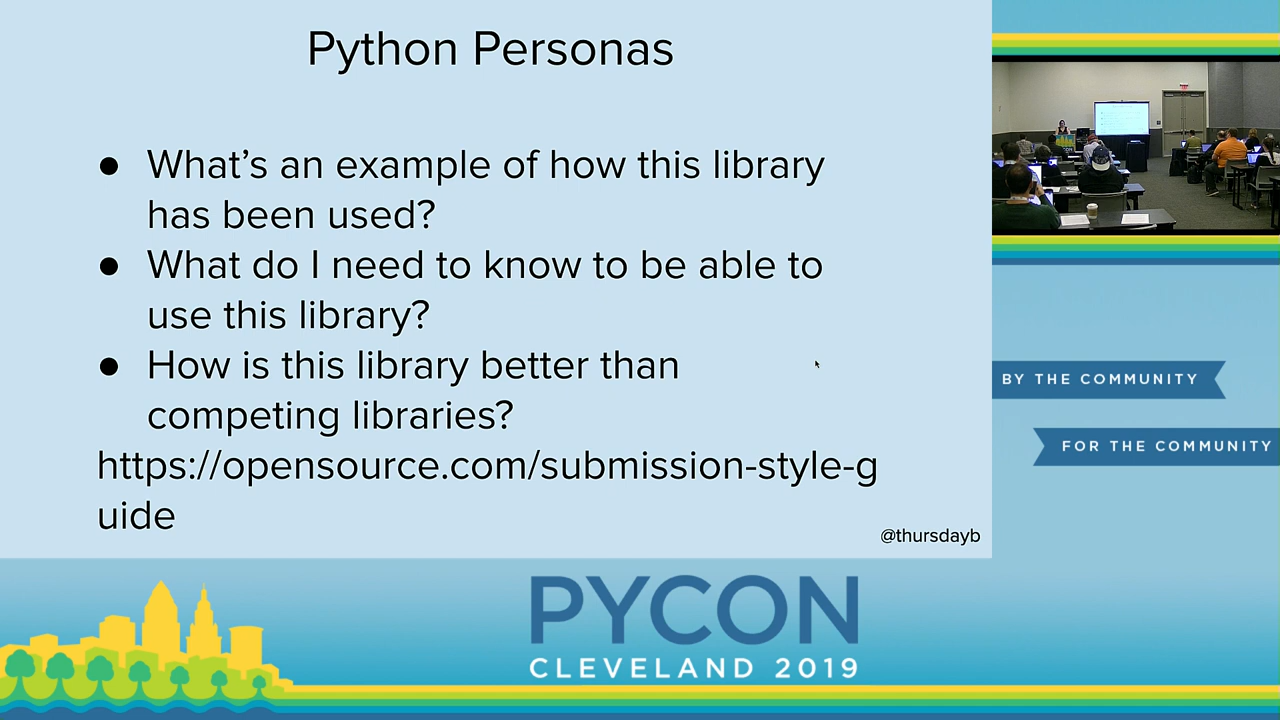 Python Personas
● What's an example of how this library
has been used?
● What do I need to know to be able to
use this library?
● How is this library better than
competing libraries?
https://opensource.com/submission-style-g
uide
@thursdayb
BY THE COMMUNITY
FOR THE COMMUNITY
PYCON
CLEVELAND 2019